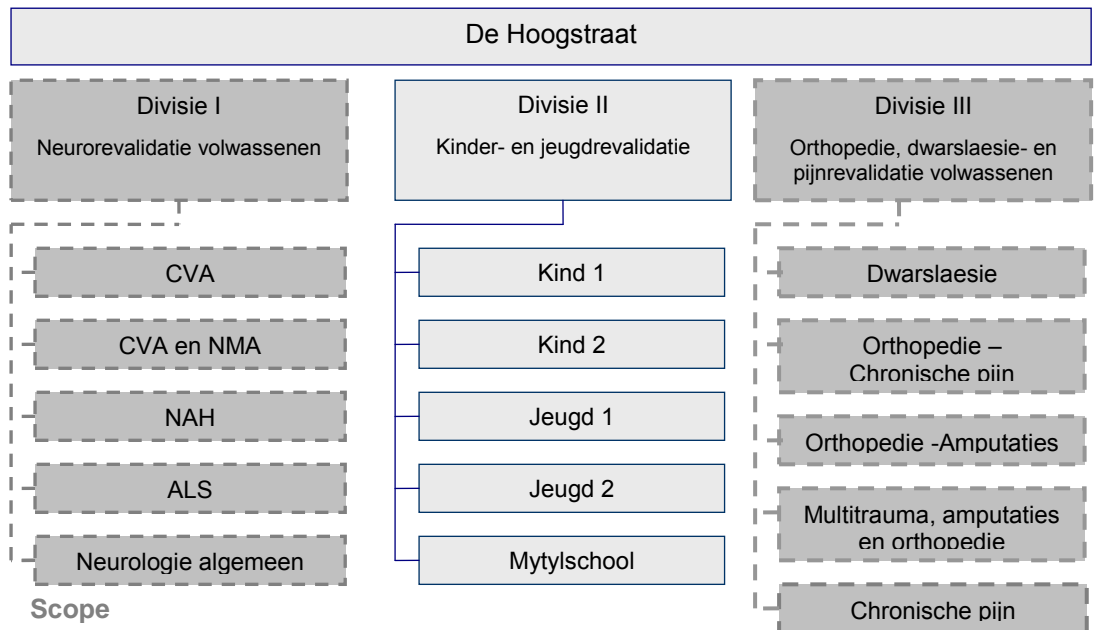 De Hoogstraat
Divisie I
Neurorevalidatie volwassenen
CVA
CVA en NMA
NAH
ALS
Neurologie algemeen
Divisie II
Kinder- en jeugdrevalidatie
Kind 1
Kind 2
Jeugd 1
Jeugd 2
Mytylschool
Divisie III
Orthopedie, dwarslaesie- en
pijnrevalidatie volwassenen
Dwarslaesie
Orthopedie –
Chronische pijn
Orthopedie -Amputaties
Multitrauma, amputaties
en orthopedie
Chronische pijn
Scope